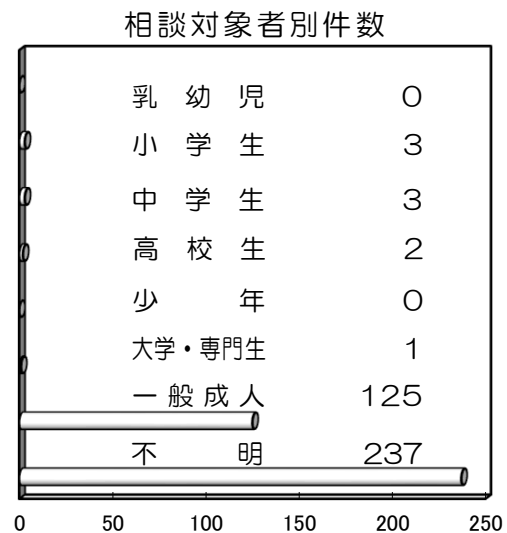 相談対象者別件数
乳幼児 0
小学生 3
中学生 3
高校生 2
少年 0
大学・専門生 1
一般成人 125
不明 237
0 50 100 150 200 250